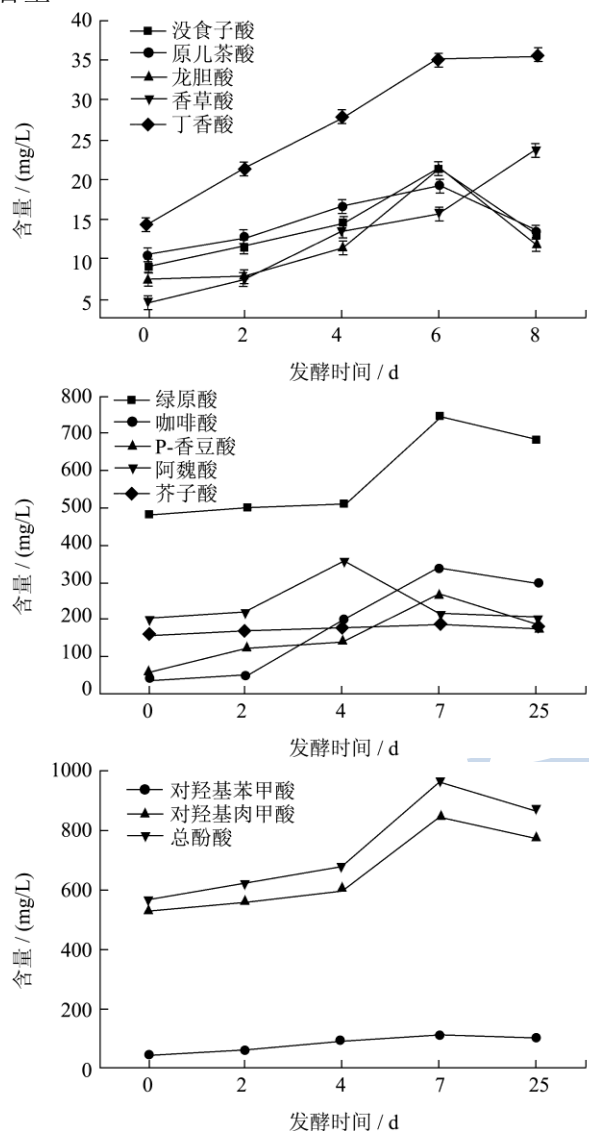 40
35
30
25
20
15
10
5
含量 / (mg/L)
没食子酸
原儿茶酸
龙胆酸
香草酸
丁香酸
0 2 4 6 8
发酵时间 / d
800
700
600
500
400
300
200
100
0
含量 / (mg/L)
绿原酸
咖啡酸
P-香豆酸
阿魏酸
芥子酸
0 2 4 7 25
发酵时间 / d
1000
800
600
400
200
0
含量 / (mg/L)
对羟基苯甲酸
对羟基肉甲酸
总酚酸
0 2 4 7 25
发酵时间 / d